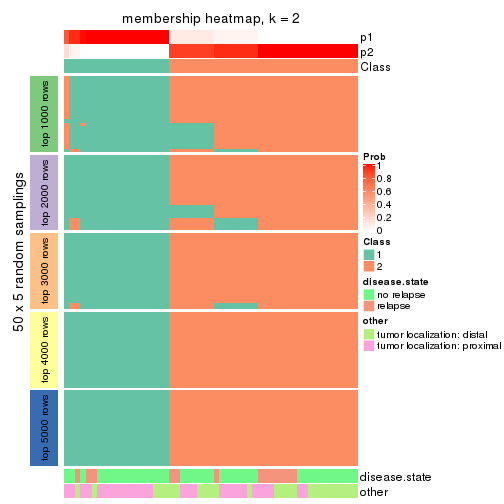 membership heatmap, k = 2
p1
p2
Class
50 x 5 random samplings
top 1000 rows
top 2000 rows
top 3000 rows
top 4000 rows
top 5000 rows
Prob
1
0.8
0.6
0.4
0.2
0
Class
1
2
disease.state
no relapse
relapse
other
tumor localization: distal
tumor localization: proximal
disease.state
other